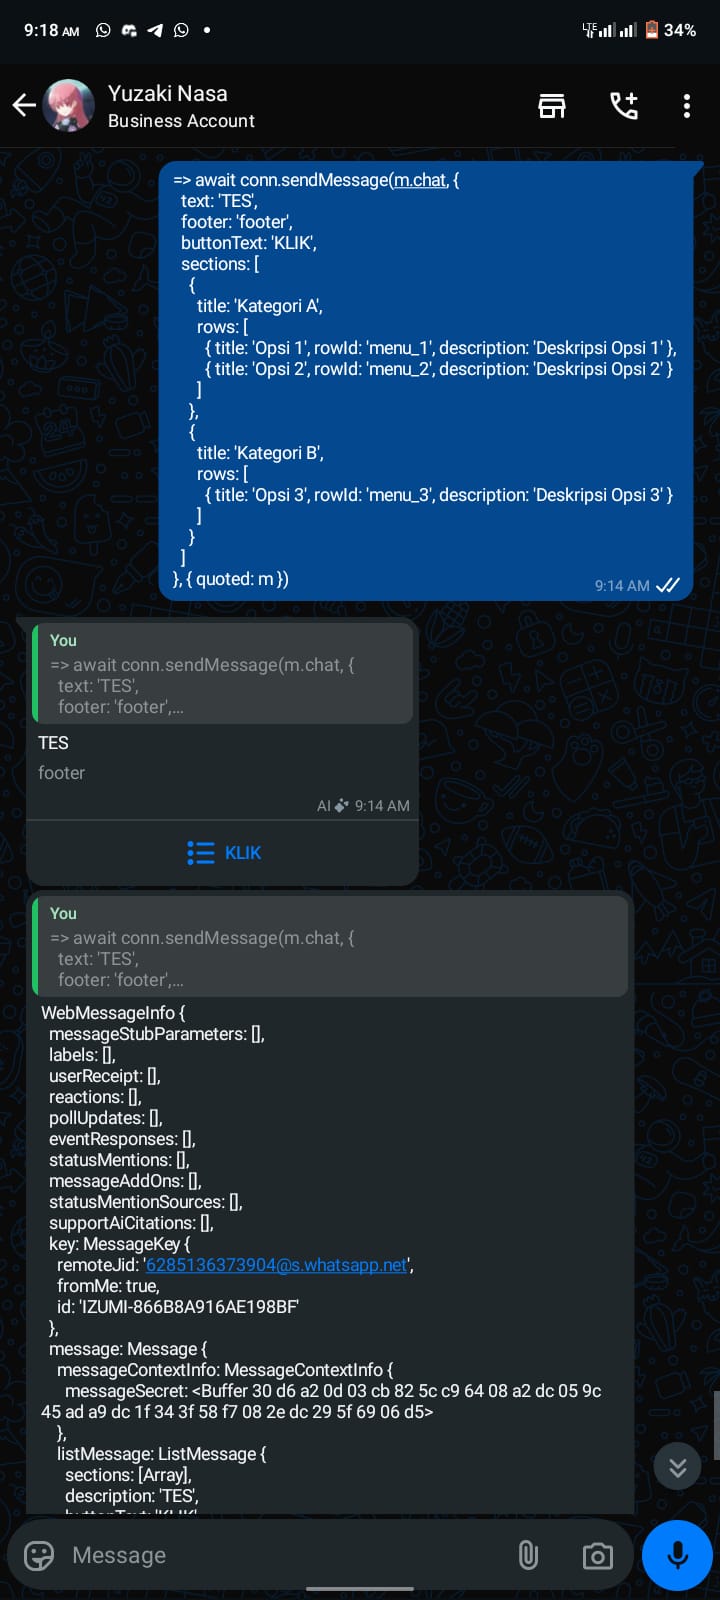 9:18 AM
LTE 34%
Yuzaki Nasa
Business Account
=> await conn.sendMessage(m.chat, {
text: 'TES',
footer: 'footer',
buttonText: 'KLIK',
sections: [
{
title: 'Kategori A',
rows: [
{ title: 'Opsi 1', rowId: 'menu_1', description: 'Deskripsi Opsi 1' },
{ title: 'Opsi 2', rowId: 'menu_2', description: 'Deskripsi Opsi 2' }
]
},
{
title: 'Kategori B',
rows: [
{ title: 'Opsi 3', rowId: 'menu_3', description: 'Deskripsi Opsi 3' }
]
}
]
}, { quoted: m })
9:14 AM
You
=> await conn.sendMessage(m.chat, {
text: 'TES',
footer: 'footer',...
TES
footer
AI 9:14 AM
KLIK
You
=> await conn.sendMessage(m.chat, {
text: 'TES',
footer: 'footer',...
WebMessageInfo {
messageStubParameters: [],
labels: [],
userReceipt: [],
reactions: [],
pollUpdates: [],
eventResponses: [],
statusMentions: [],
messageAddOns: [],
statusMentionSources: [],
supportAiCitations: [],
key: MessageKey {
remoteJid: '6285136373904@s.whatsapp.net',
fromMe: true,
id: 'IZUMI-866B8A916AE198BF'
},
message: Message {
messageContextInfo: MessageContextInfo {
messageSecret: <Buffer 30 d6 a2 0d 03 cb 82 5c c9 64 08 a2 dc 05 9c
45 ad a9 dc 1f 34 3f 58 f7 08 2e dc 29 5f 69 06 d5>
},
listMessage: ListMessage {
sections: [Array],
description: 'TES',
buttonText: 'KLIK'
Message